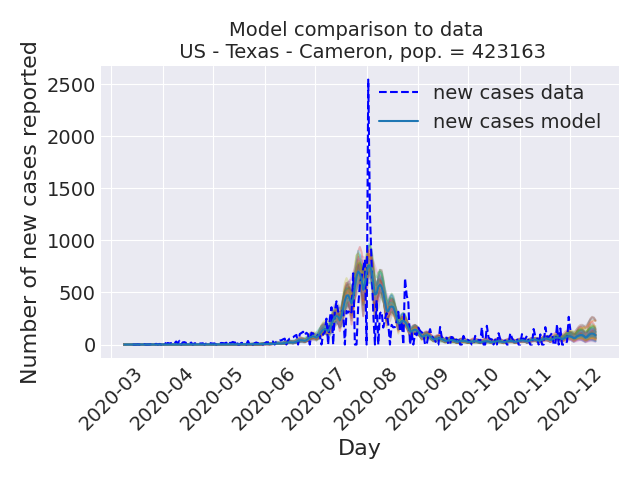 Model comparison to data
US - Texas - Cameron, pop. = 423163
Number of new cases reported
2500
2000
1500
1000
500
0
new cases data
new cases model
2020-03
2020-04
2020-05
2020-06
2020-07
2020-08
2020-09
2020-10
2020-11
2020-12
Day